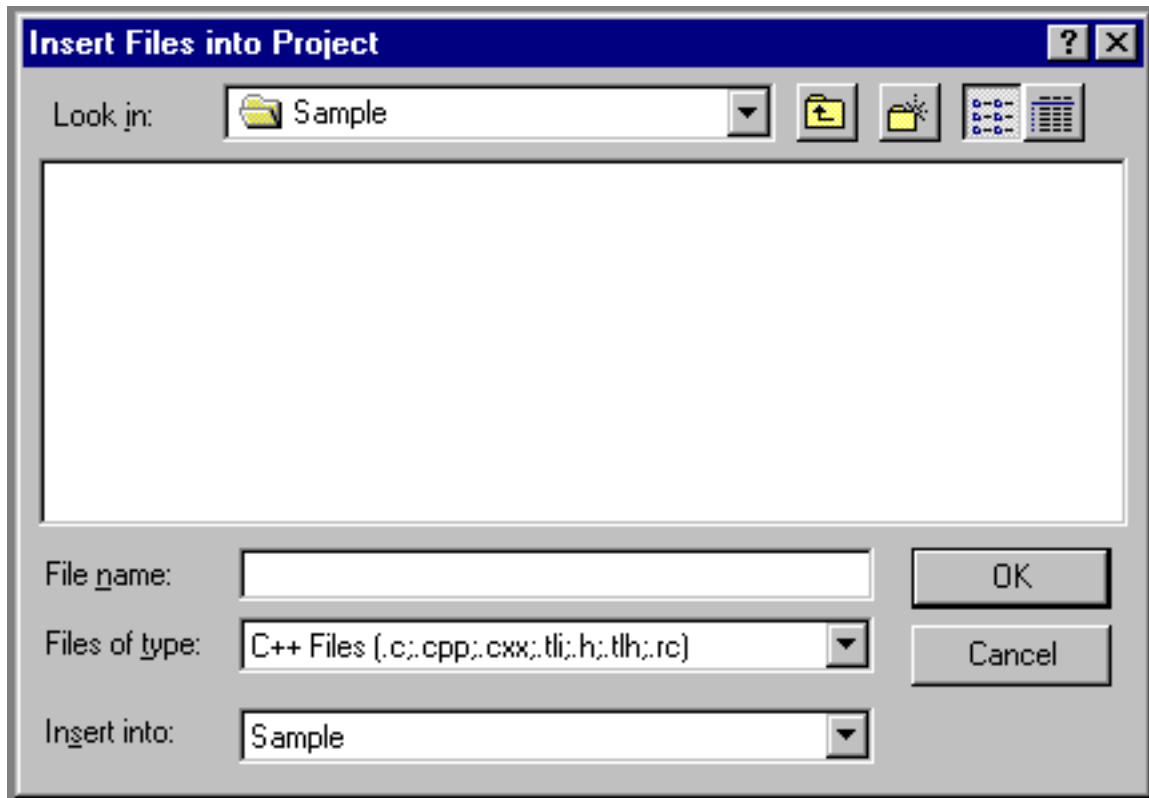 Insert Files into Project
Look in: Sample
File name: OK
Files of type: C++ Files (.c;.cpp;.cxx;.tli;.h;.tlh;.rc) Cancel
Insert into: Sample